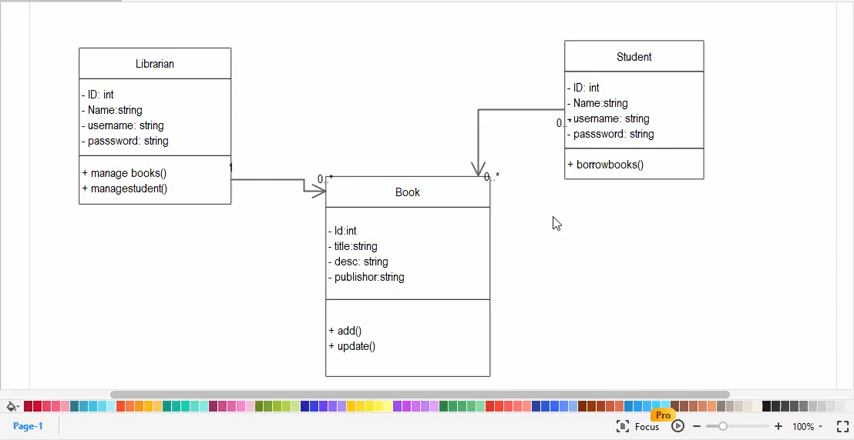 Librarian
- ID: int
- Name:string
- username: string
- passsword: string
+ manage books()
+ managestudent()
1
0..*
Student
- ID: int
- Name:string
- username: string
- passsword: string
+ borrowbooks()
0..*
0..*
Book
- Id:int
- title:string
- desc: string
- publishor:string
+ add()
+ update()
Page-1
Focus
Pro
100%